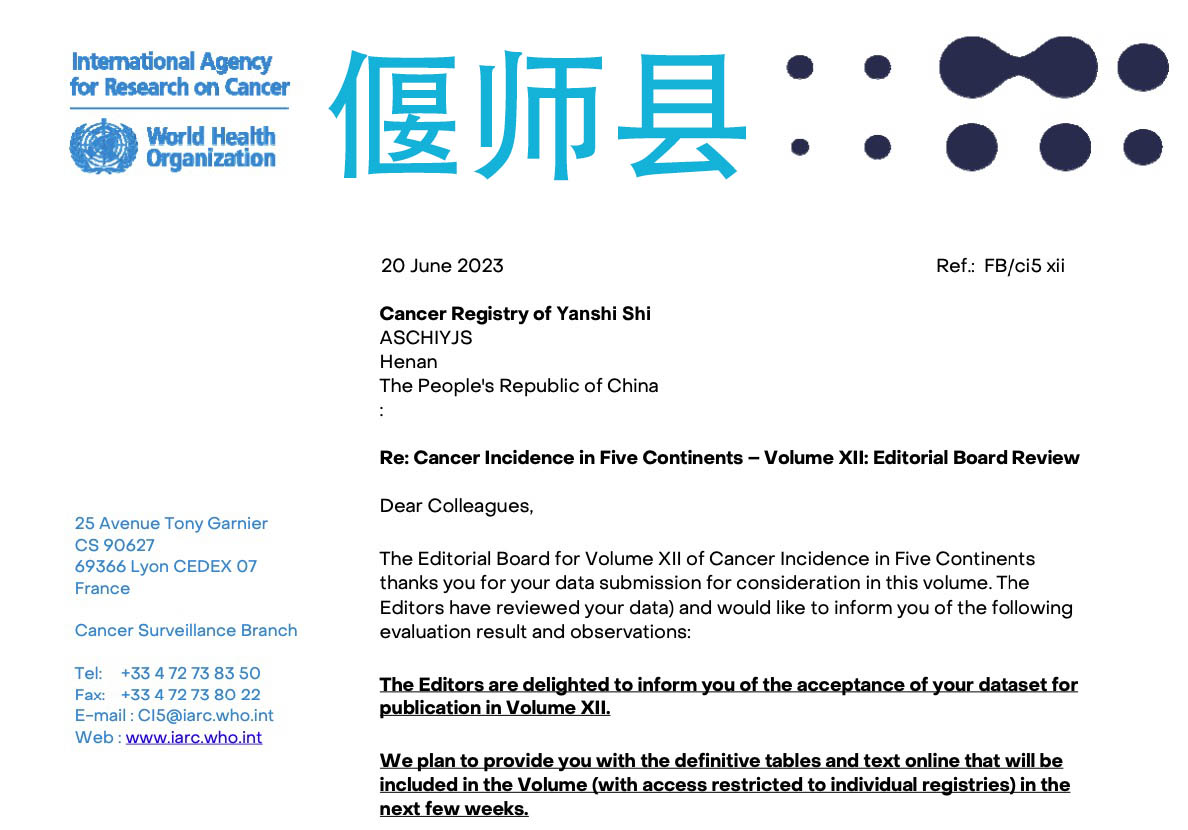 International Agency
for Research on Cancer
World Health
Organization
偃师县
20 June 2023
Ref.: FB/ci5 xii
Cancer Registry of Yanshi Shi
ASCHIYJS
Henan
The People's Republic of China
:
Re: Cancer Incidence in Five Continents – Volume XII: Editorial Board Review
Dear Colleagues,
25 Avenue Tony Garnier
CS 90627
69366 Lyon CEDEX 07
France
Cancer Surveillance Branch
Tel: +33 4 72 73 83 50
Fax: +33 4 72 73 80 22
E-mail : CI5@iarc.who.int
Web : www.iarc.who.int
The Editorial Board for Volume XII of Cancer Incidence in Five Continents
thanks you for your data submission for consideration in this volume. The
Editors have reviewed your data) and would like to inform you of the following
evaluation result and observations:
The Editors are delighted to inform you of the acceptance of your dataset for
publication in Volume XII.
We plan to provide you with the definitive tables and text online that will be
included in the Volume (with access restricted to individual registries) in the
next few weeks.